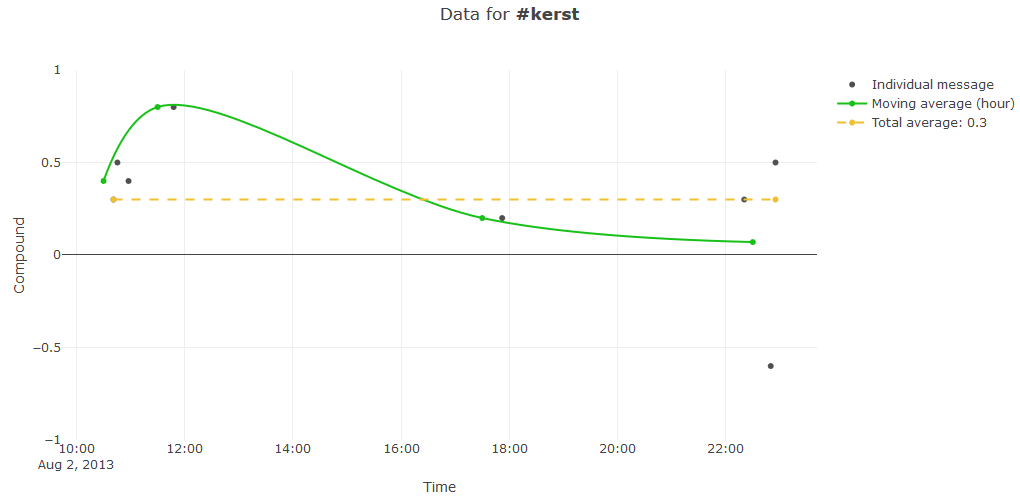 Data for #kerst
Individual message
Moving average (hour)
Total average: 0.3
1
0.5
0
−0.5
−1
Compound
10:00
12:00
14:00
16:00
18:00
20:00
22:00
Aug 2, 2013
Time